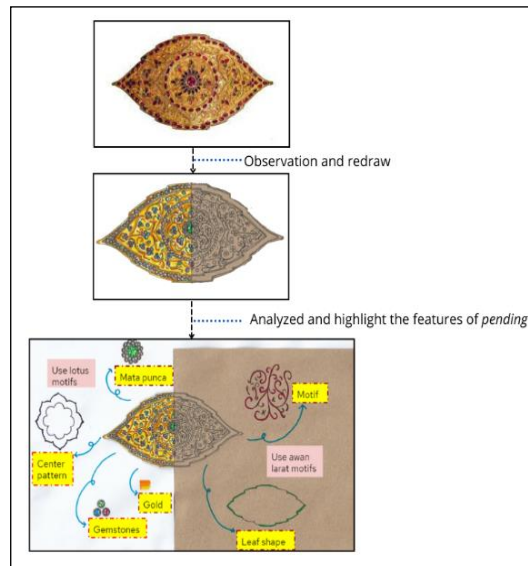 Observation and redraw
Analyzed and highlight the features of pending
Use lotus
motifs
Mata punca
Motif
Center
pattern
Use awan
larat motifs
Gold
Gemstones
Leaf shape